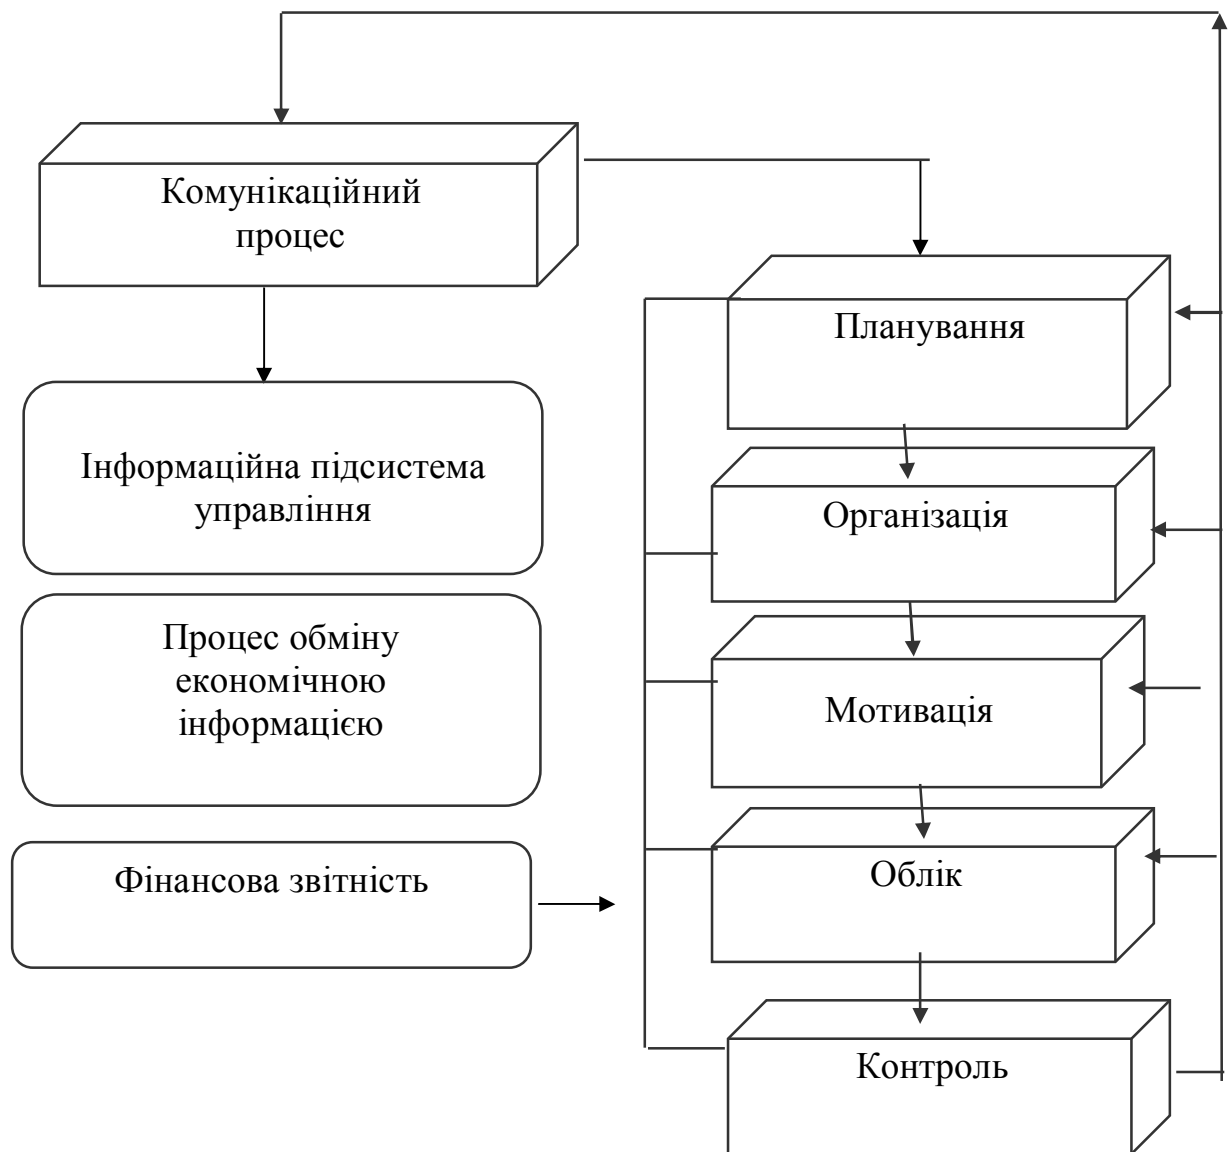 Комунікаційний
процес
Планування
Інформаційна підсистема
управління
Організація
Процес обміну
економічною
інформацією
Мотивація
Фінансова звітність
Облік
Контроль